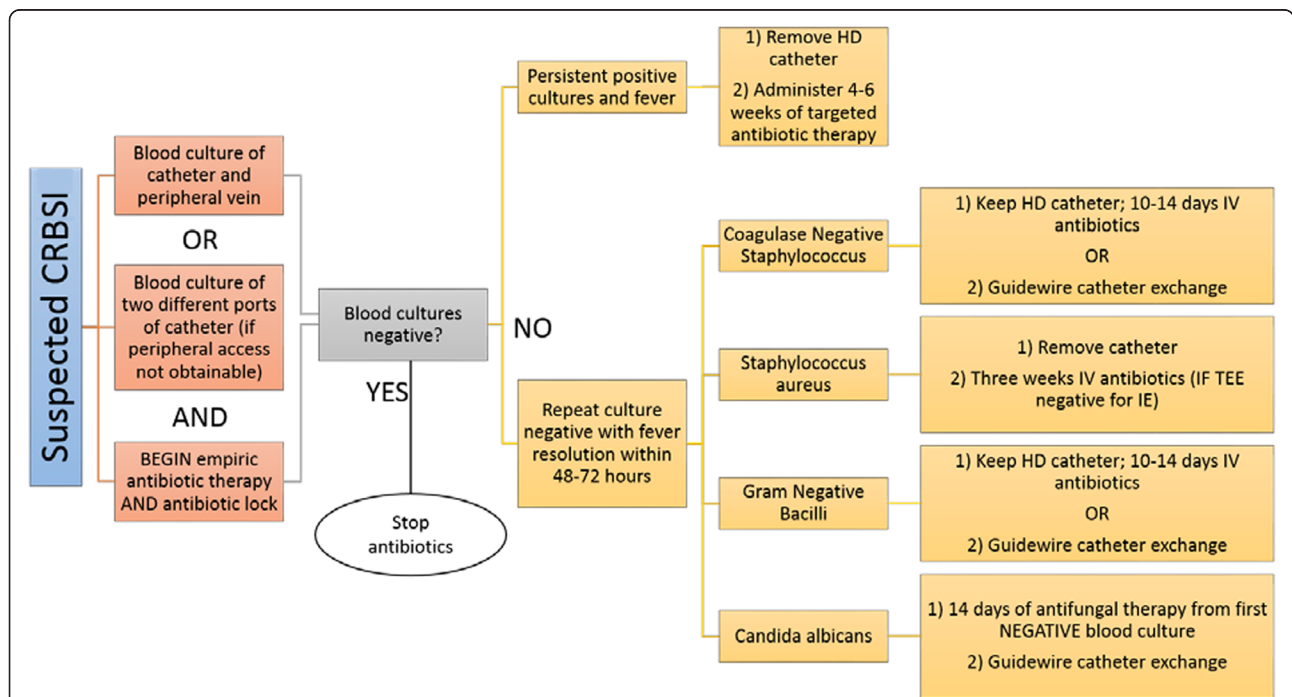 Suspected CRBSI
Blood culture of
catheter and
peripheral vein
OR
Blood culture of
two different ports
of catheter (if
peripheral access
not obtainable)
AND
BEGIN empiric
antibiotic therapy
AND antibiotic lock
Blood cultures
negative?
YES
Stop
antibiotics
NO
Persistent positive
cultures and fever
1) Remove HD
catheter
2) Administer 4-6
weeks of targeted
antibiotic therapy
Repeat culture
negative with fever
resolution within
48-72 hours
Coagulase Negative
Staphylococcus
1) Keep HD catheter; 10-14 days IV
antibiotics
OR
2) Guidewire catheter exchange
Staphylococcus
aureus
1) Remove catheter
2) Three weeks IV antibiotics (IF TEE
negative for IE)
Gram Negative
Bacilli
1) Keep HD catheter; 10-14 days IV
antibiotics
OR
2) Guidewire catheter exchange
Candida albicans
1) 14 days of antifungal therapy from first
NEGATIVE blood culture
2) Guidewire catheter exchange